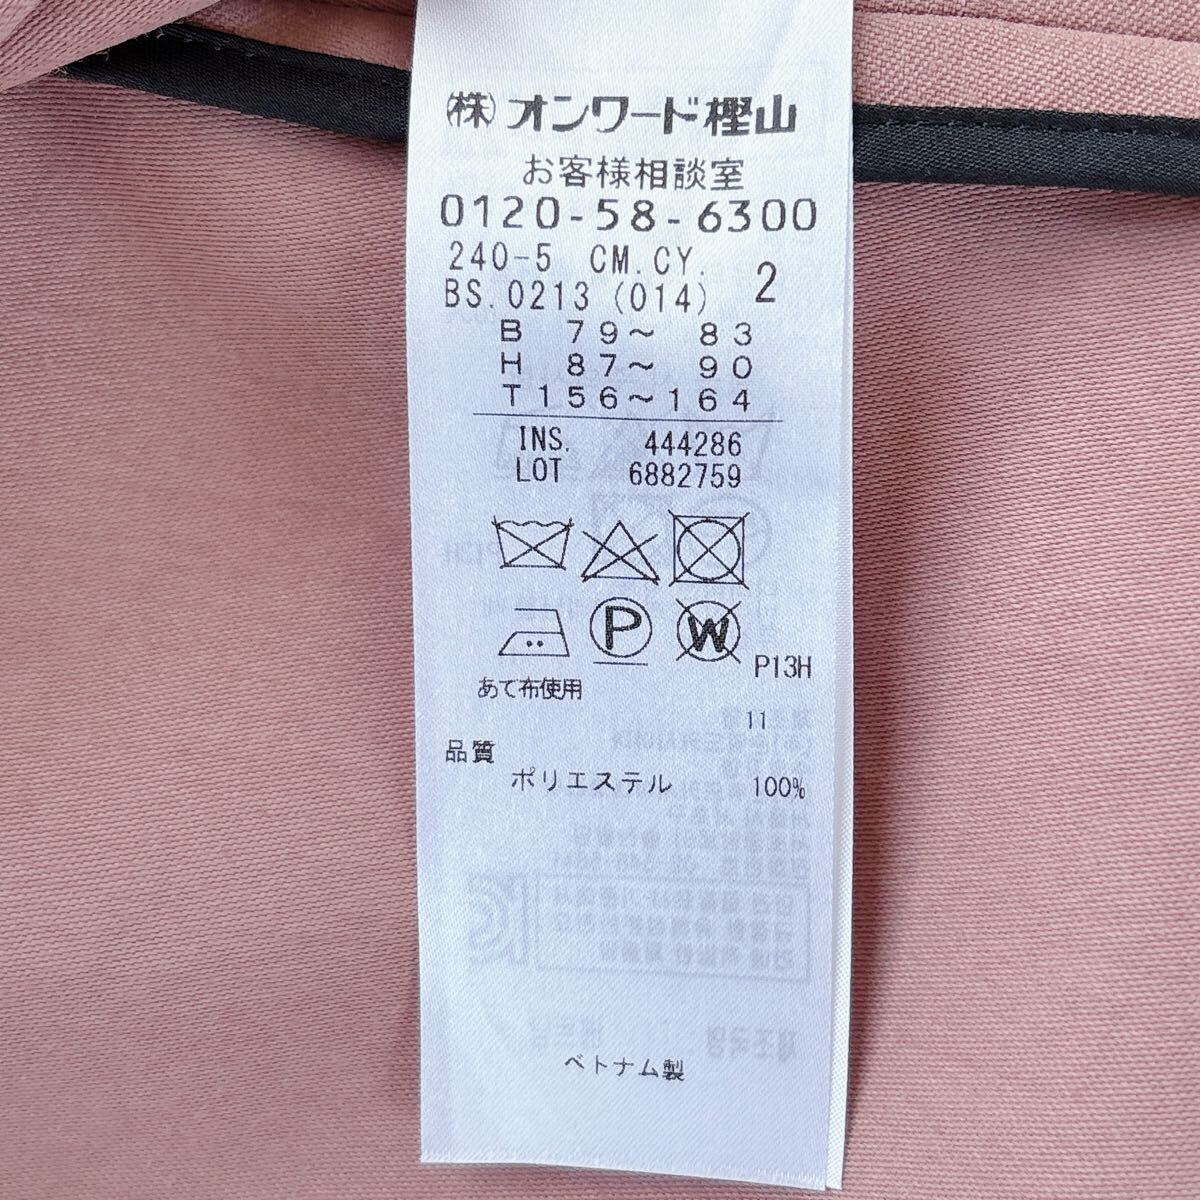 (株)オンワード樫山
お客様相談室
0120-58-6300
240-5 CM.CY. 2
BS.0213(014)
B 79～ 83
H 87～ 90
T156～164
INS. 444286
LOT 6882759
P
W
P13H
あて布使用
11
品質
ポリエステル 100%
ベトナム製